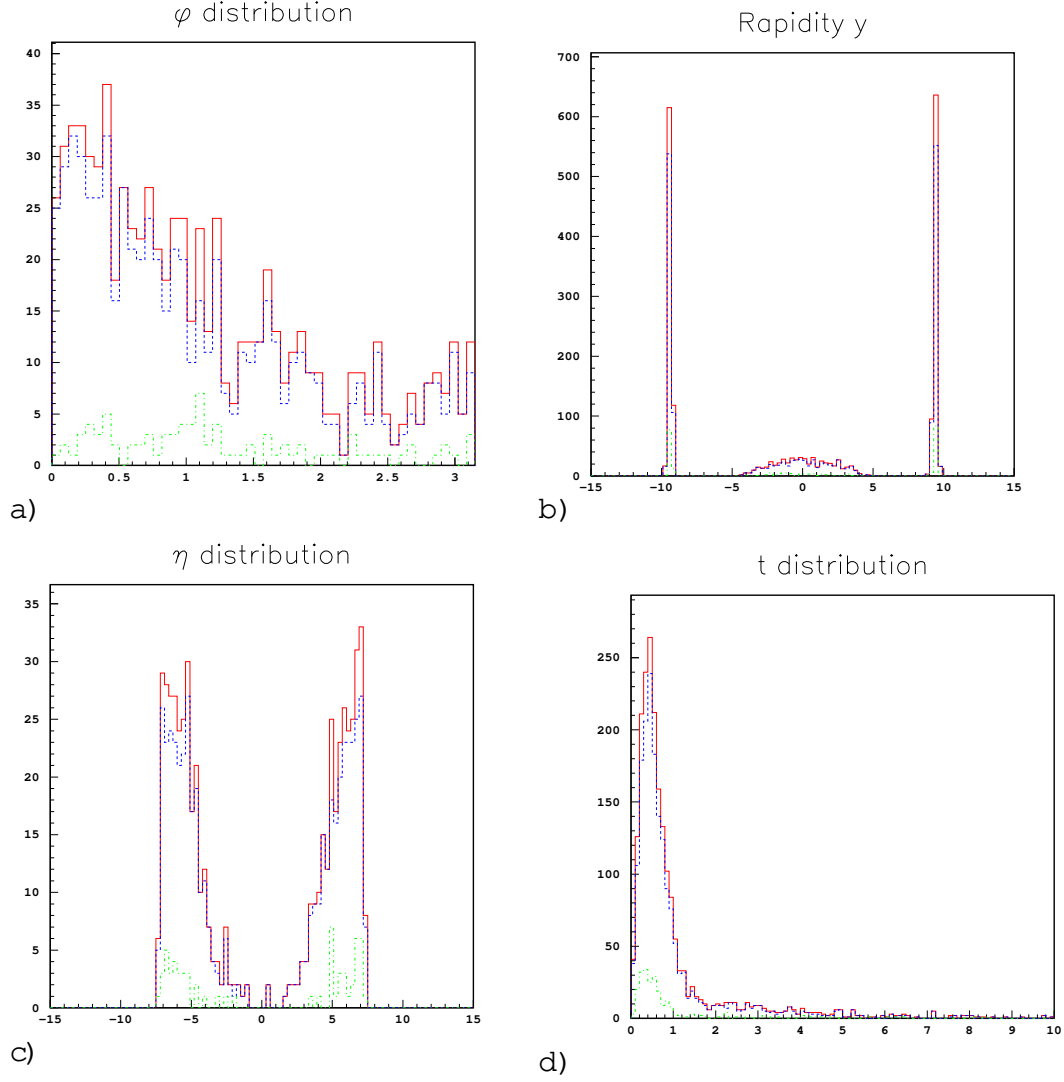 φ distribution
40
35
30
25
20
15
10
5
0
0 0.5 1 1.5 2 2.5 3
a)
Rapidity y
700
600
500
400
300
200
100
0
−15 −10 −5 0 5 10 15
b)
η distribution
35
30
25
20
15
10
5
0
−15 −10 −5 0 5 10 15
c)
t distribution
250
200
150
100
50
0
0 1 2 3 4 5 6 7 8 9 10
d)